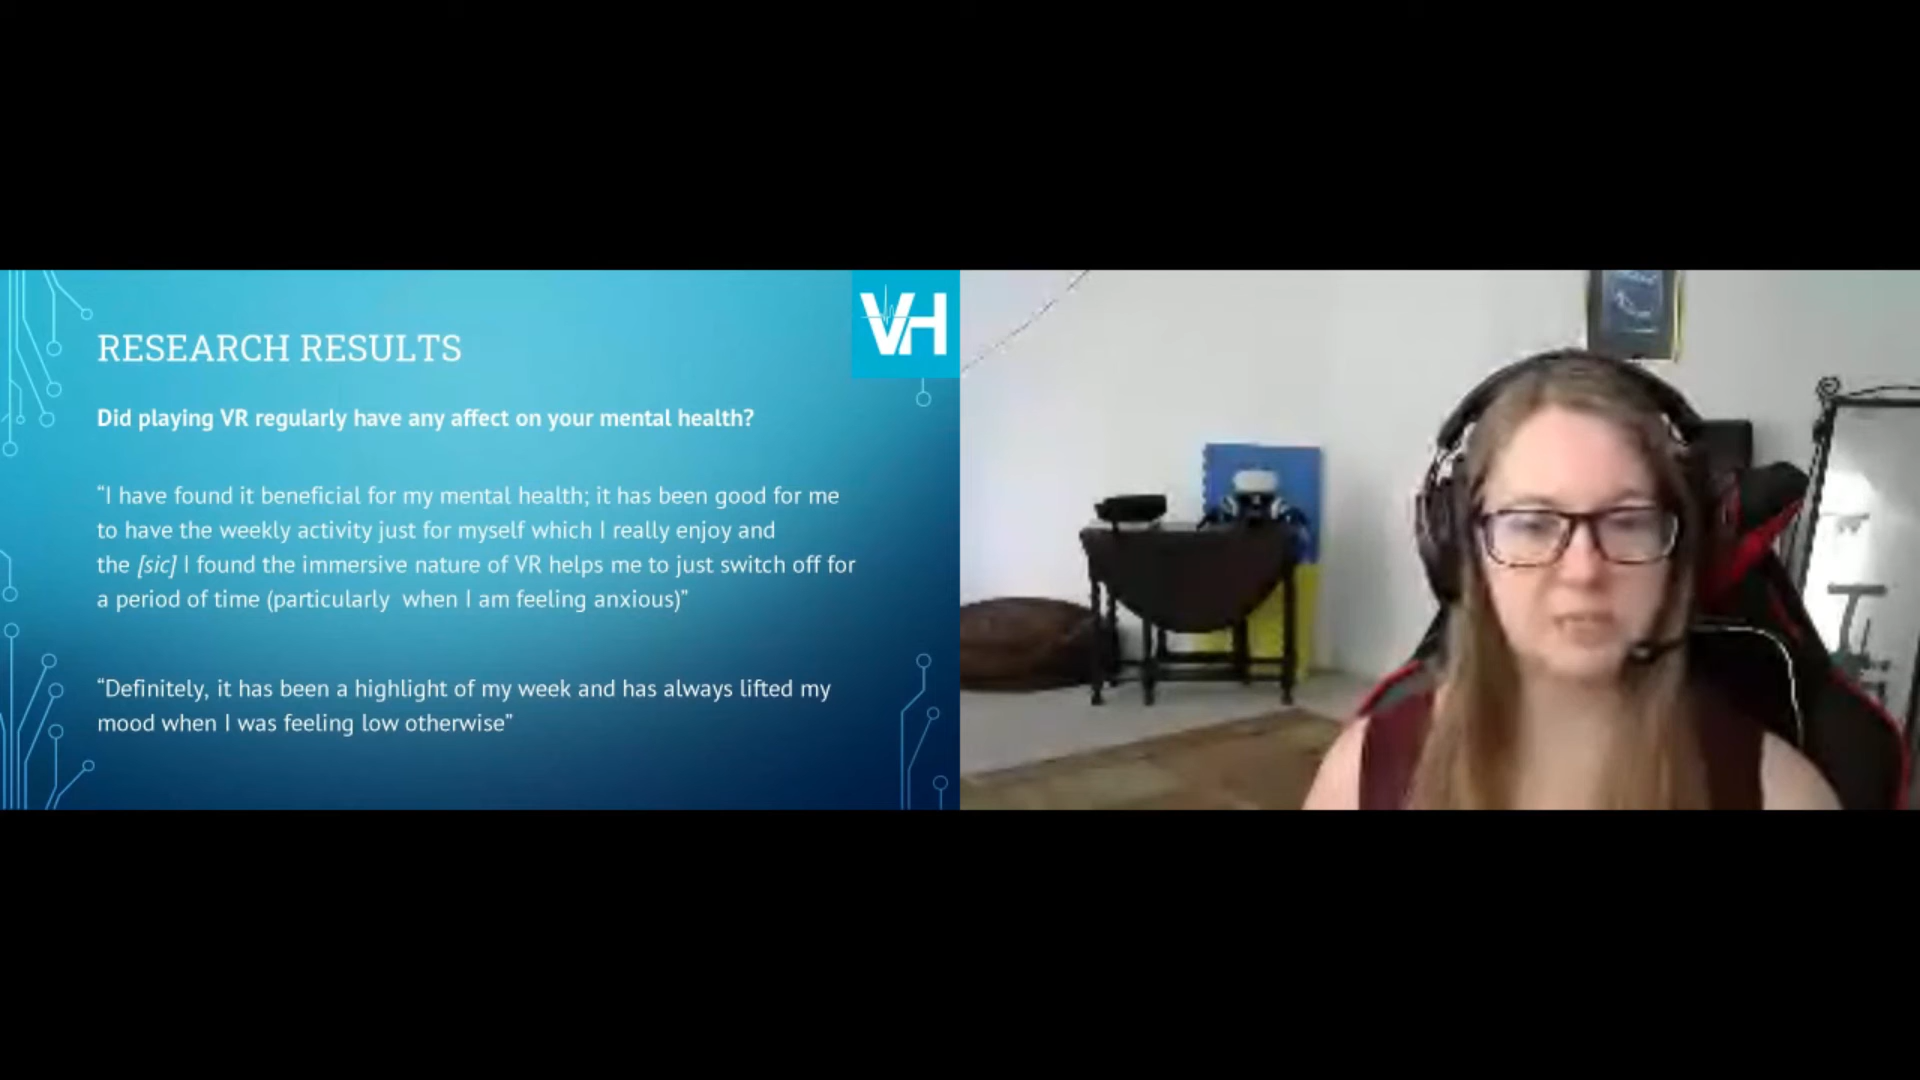 VH
RESEARCH RESULTS
Did playing VR regularly have any affect on your mental health?
“I have found it beneficial for my mental health; it has been good for me
to have the weekly activity just for myself which I really enjoy and
the [sic] I found the immersive nature of VR helps me to just switch off for
a period of time (particularly  when I am feeling anxious)”
“Definitely, it has been a highlight of my week and has always lifted my
mood when I was feeling low otherwise”